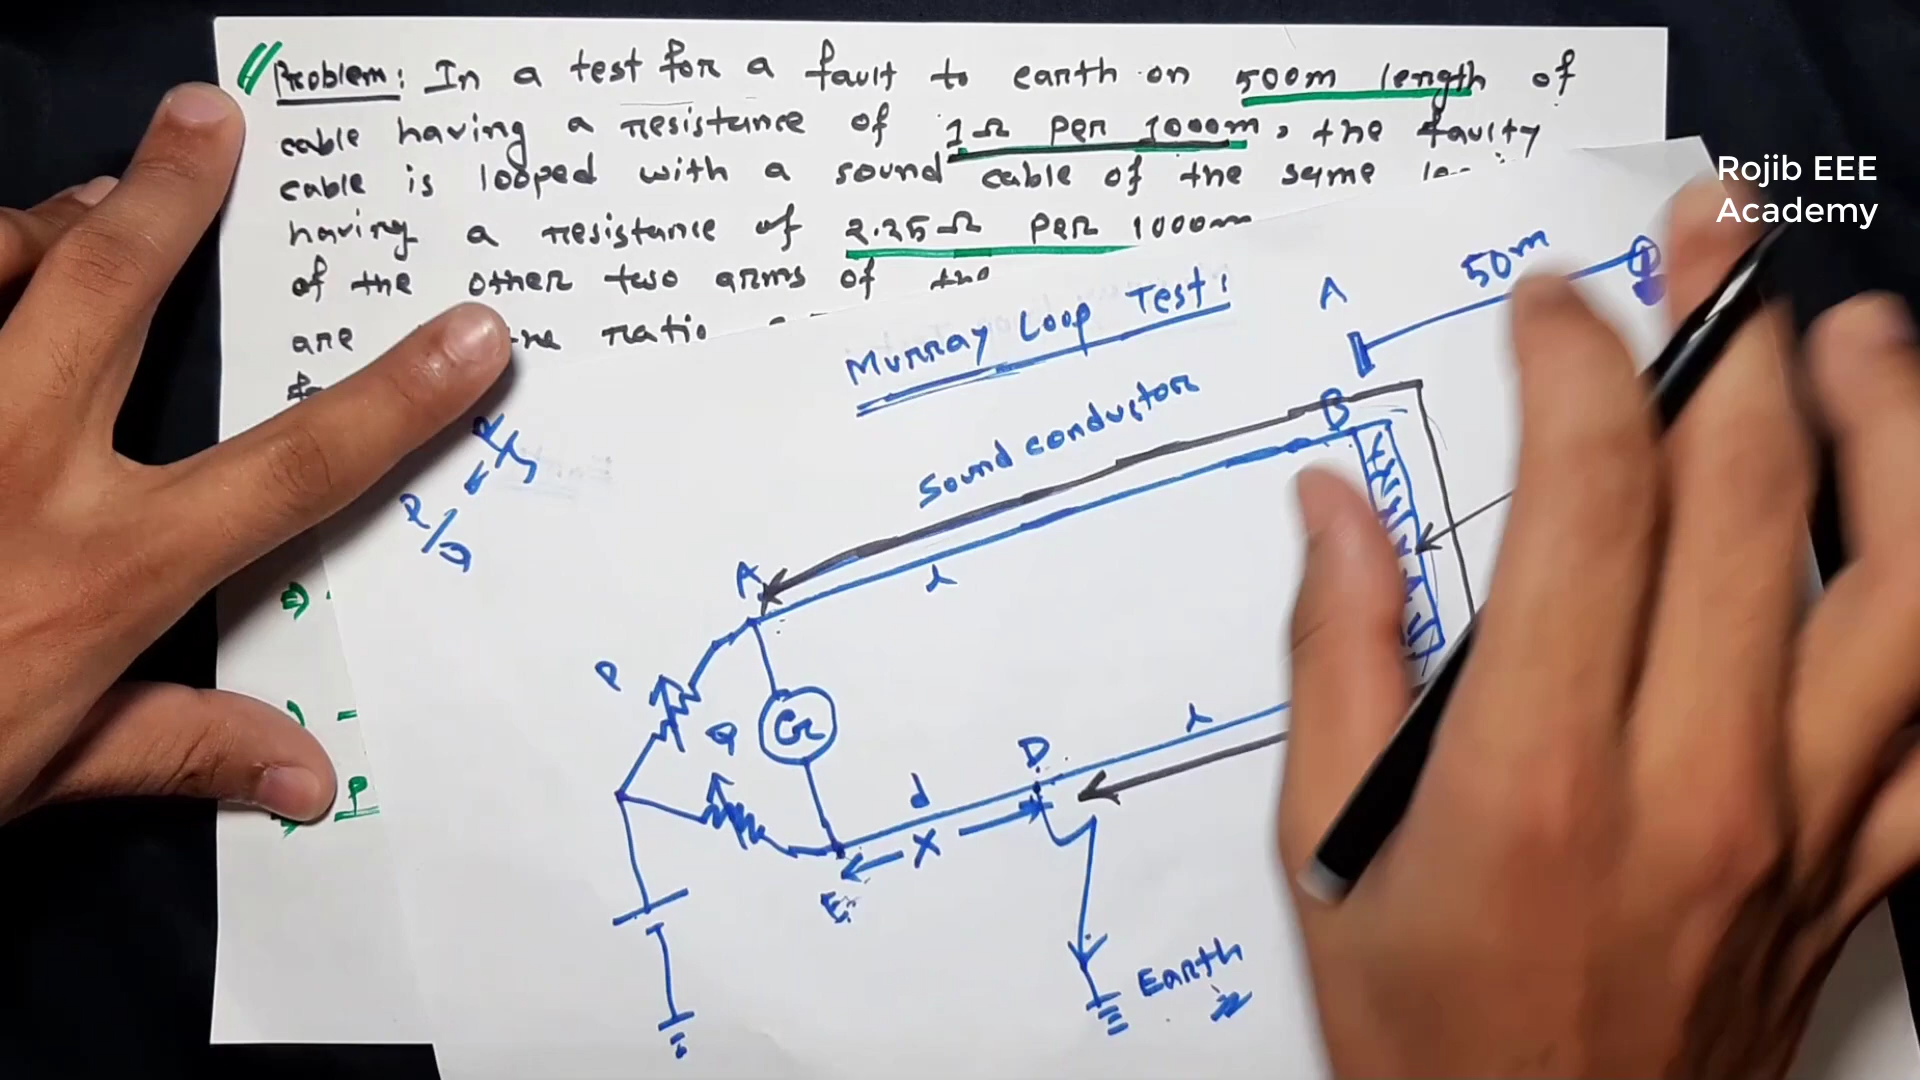 Problem: In a test for a fault to earth on 500m length of
cable having a resistance of 1Ω per 1000m, the faulty
cable is looped with a sound cable of the same
having a resistance of 2.25Ω per 1000m
of the other two arms of the
are ratio
Rojib EEE
Academy
50m
A
Murray Loop Test:
Sound conductor
B
A
P/Q
P
Q
G
D
d
X
E
Earth
P